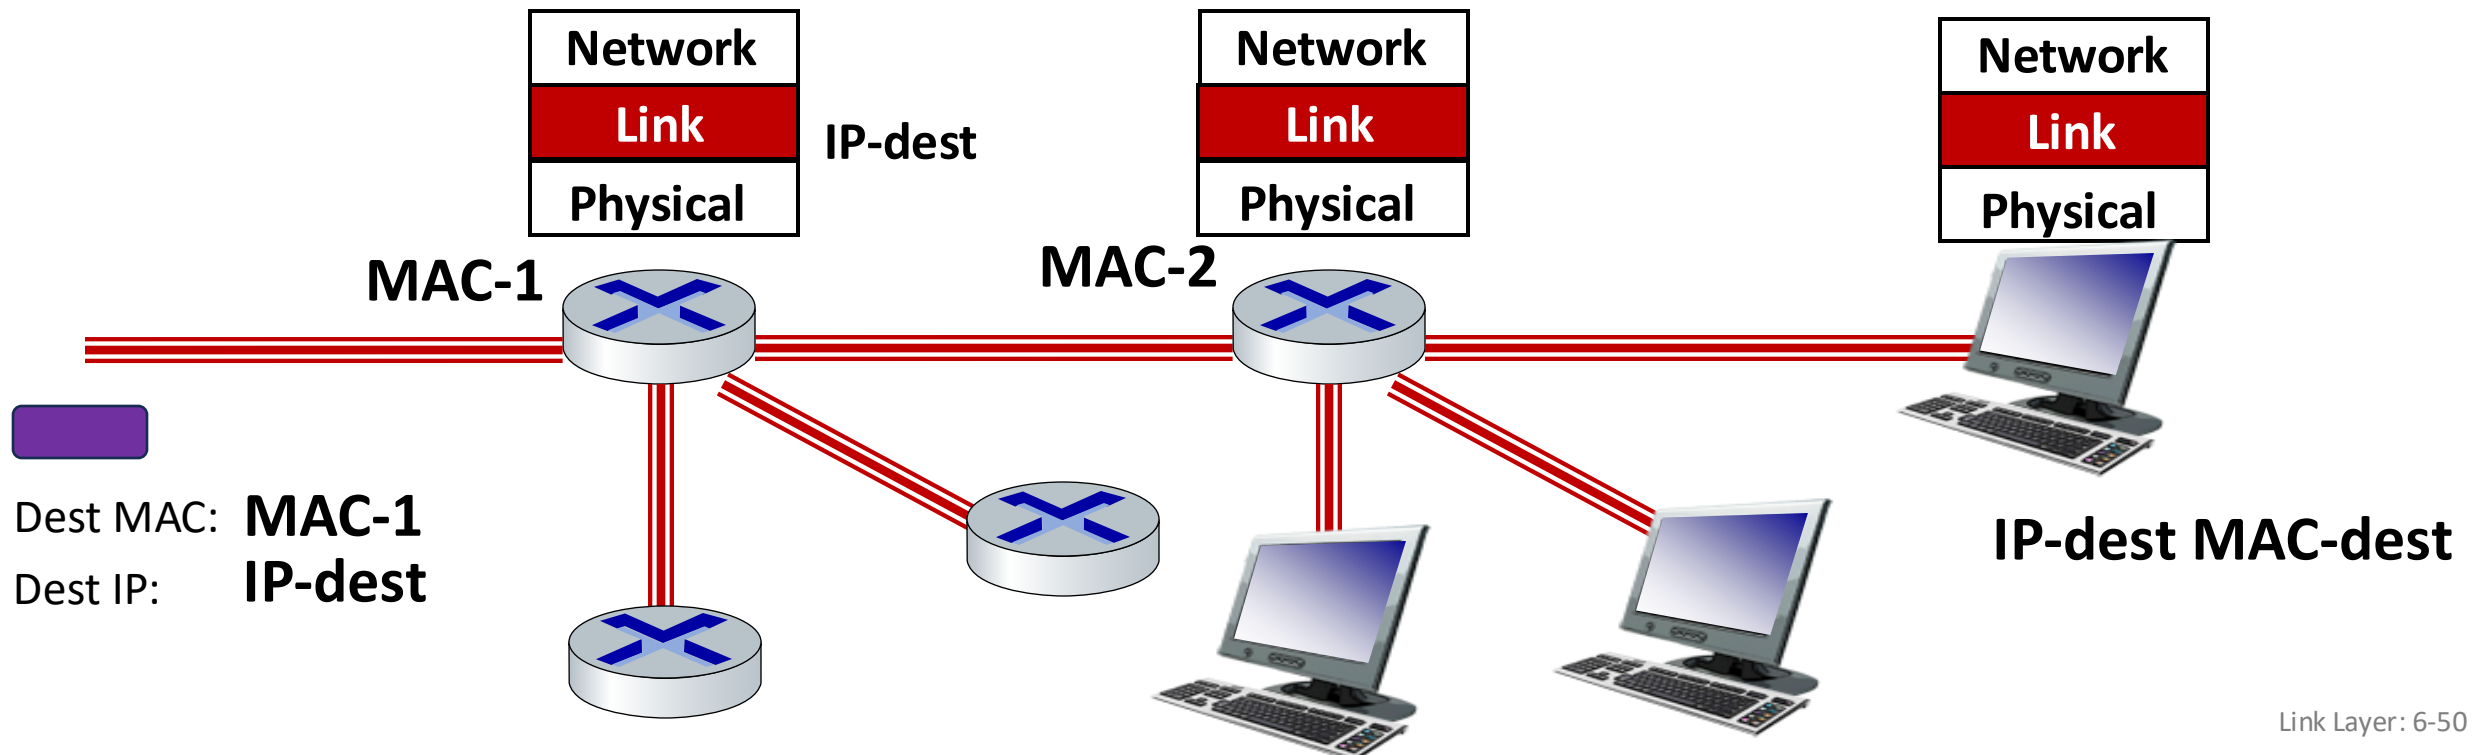 Network
Link
Physical
IP-dest
MAC-1
Network
Link
Physical
MAC-2
Network
Link
Physical
Dest MAC: MAC-1
Dest IP: IP-dest
IP-dest MAC-dest
Link Layer: 6-50